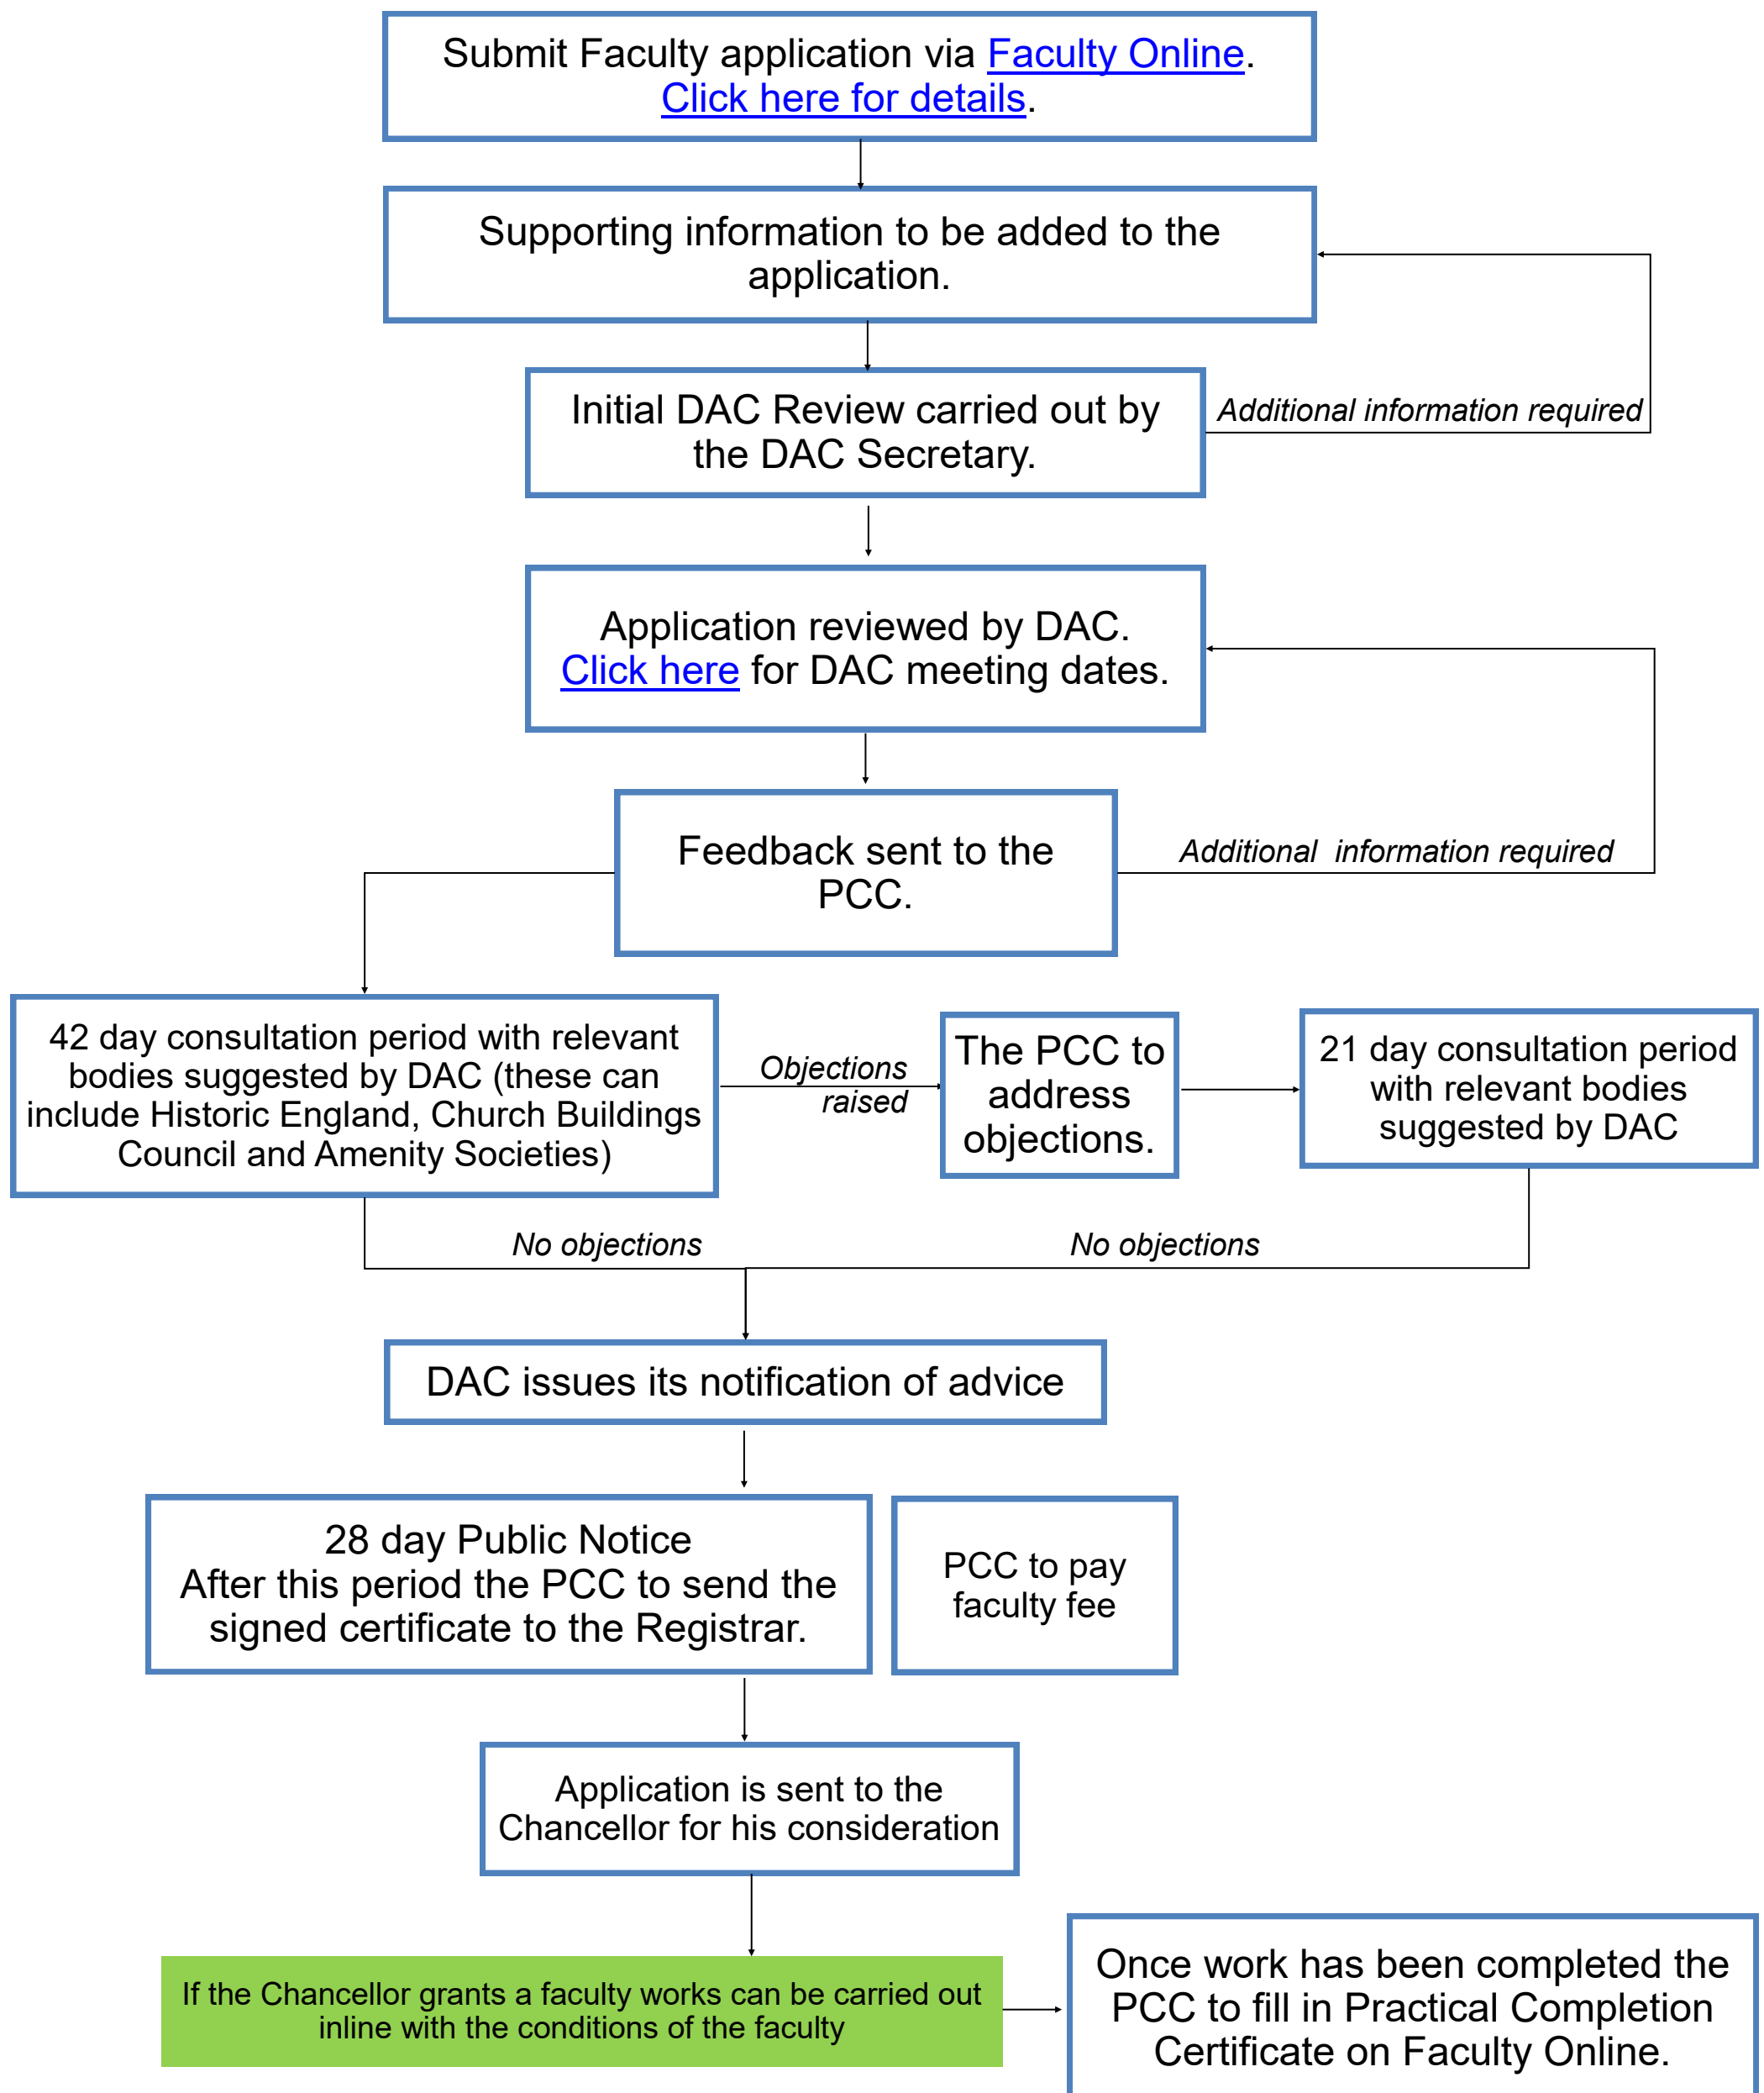 Submit Faculty application via Faculty Online.
Click here for details.
Supporting information to be added to the
application.
Initial DAC Review carried out by
the DAC Secretary.
Additional information required
Application reviewed by DAC.
Click here for DAC meeting dates.
Feedback sent to the
PCC.
Additional  information required
42 day consultation period with relevant
bodies suggested by DAC (these can
include Historic England, Church Buildings
Council and Amenity Societies)
Objections
raised
The PCC to
address
objections.
21 day consultation period
with relevant bodies
suggested by DAC
No objections
No objections
DAC issues its notification of advice
28 day Public Notice
After this period the PCC to send the
signed certificate to the Registrar.
PCC to pay
faculty fee
Application is sent to the
Chancellor for his consideration
If the Chancellor grants a faculty works can be carried out
inline with the conditions of the faculty
Once work has been completed the
PCC to fill in Practical Completion
Certificate on Faculty Online.